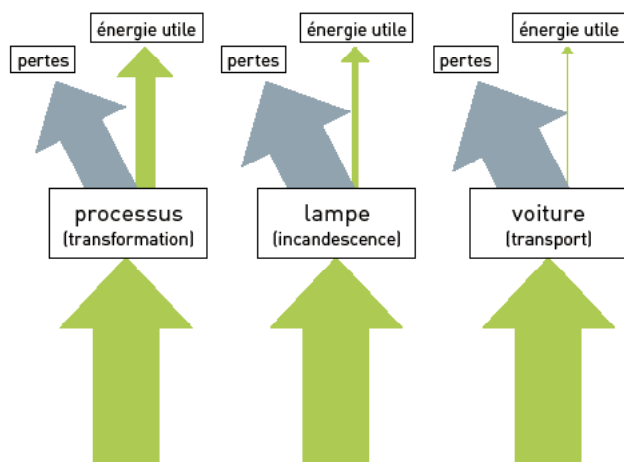 énergie utile
pertes
processus
(transformation)
énergie utile
pertes
lampe
(incandescence)
énergie utile
pertes
voiture
(transport)